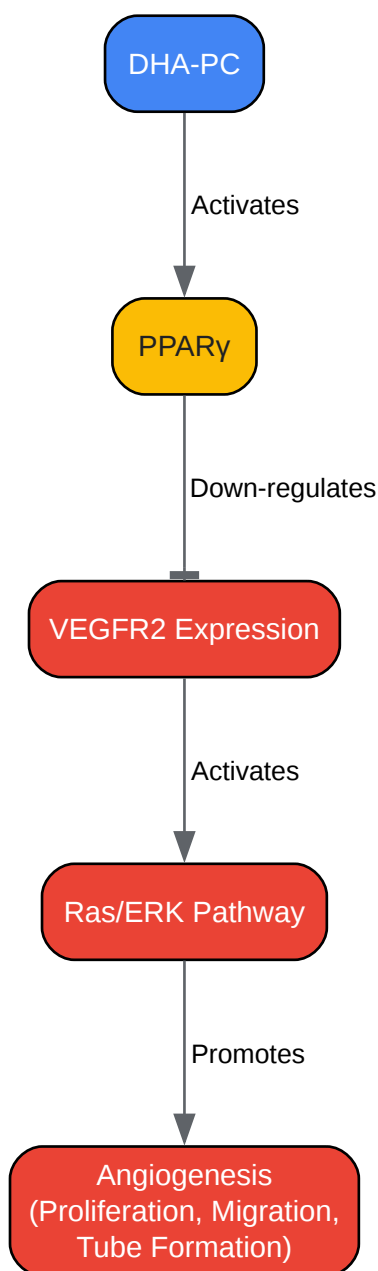 DHA-PC
Activates
PPARγ
Down-regulates
VEGFR2 Expression
Activates
Ras/ERK Pathway
Promotes
Angiogenesis
(Proliferation, Migration,
Tube Formation)